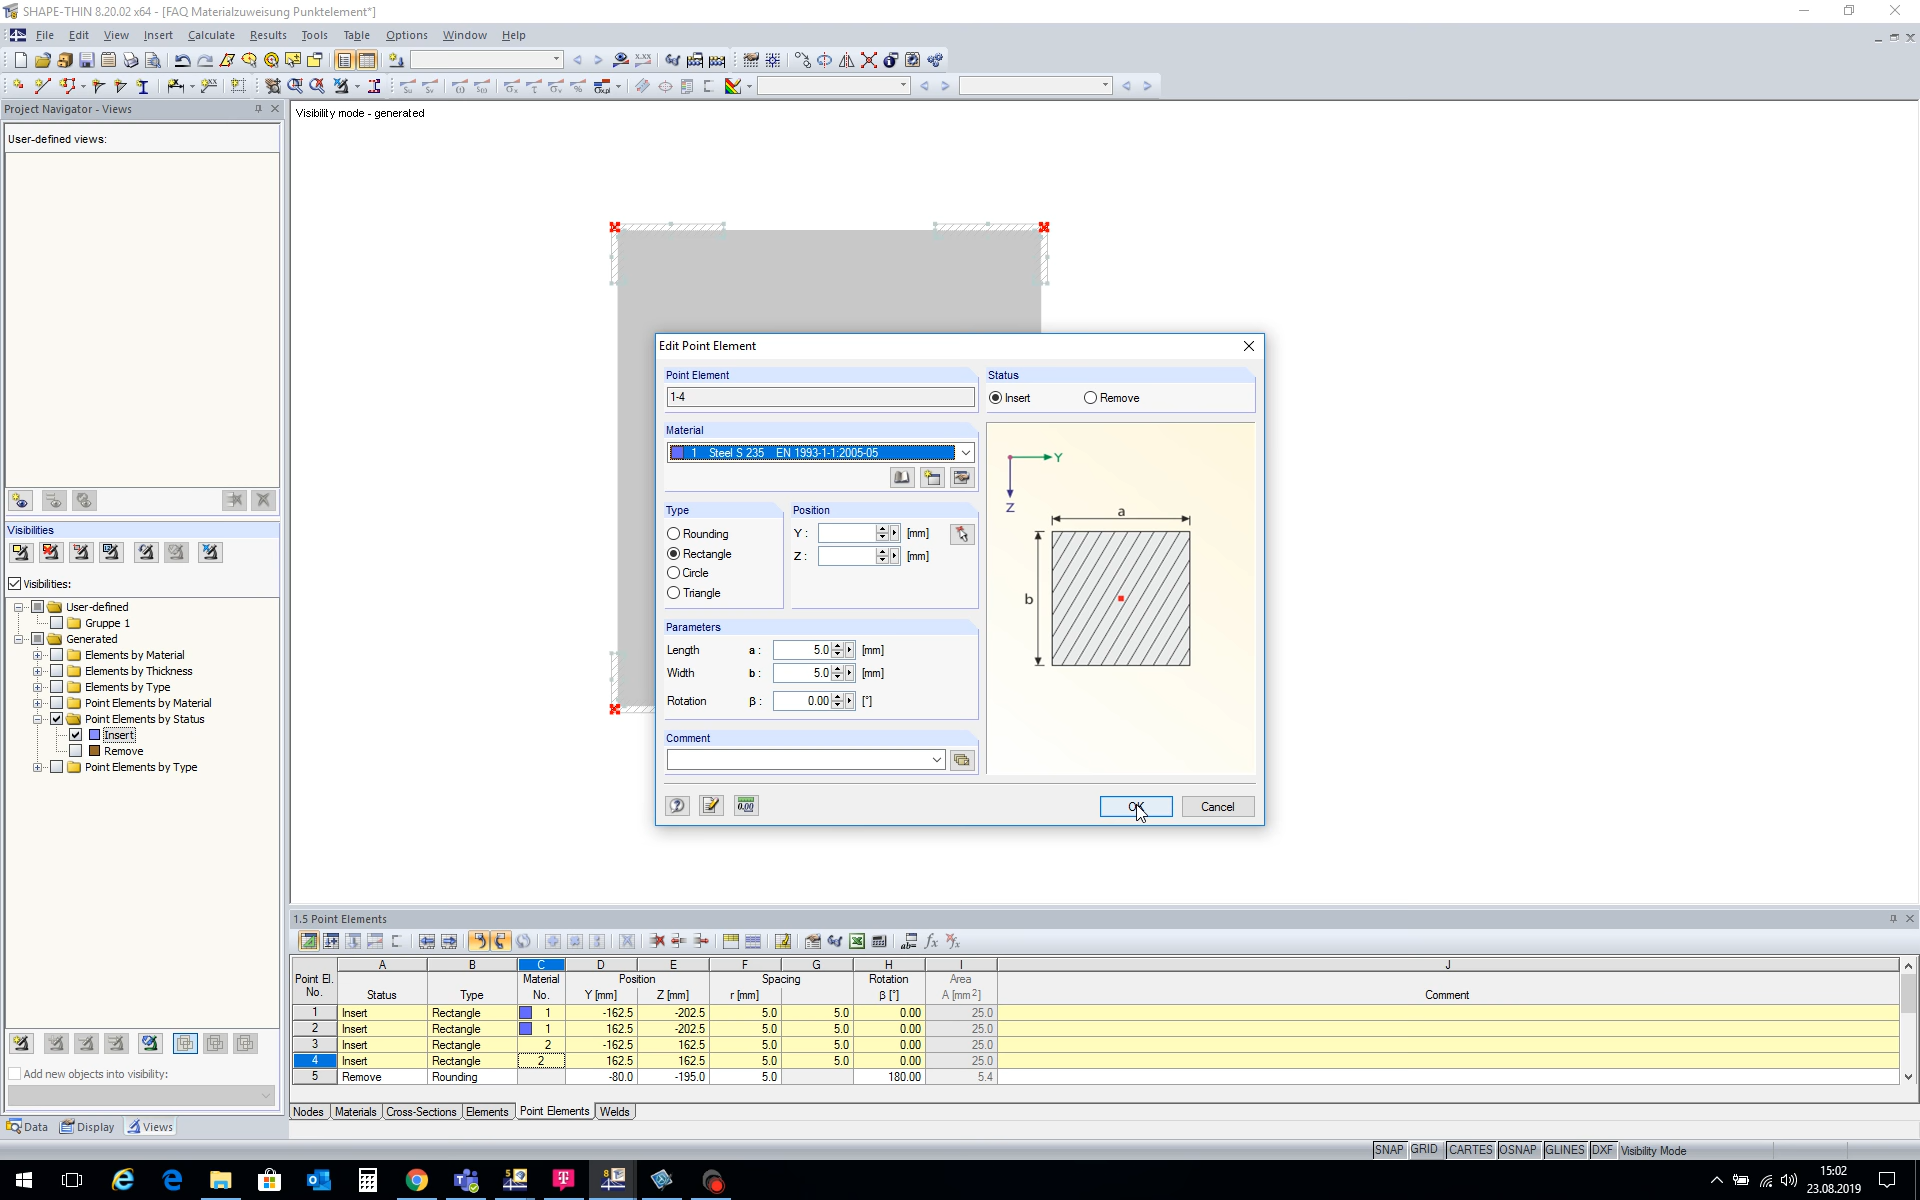 SHAPE-THIN 8.20.02 x64 - [FAQ Materialzuweisung Punktelement*]
File Edit View Insert Calculate Results Tools Table Options Window Help
Project Navigator - Views
Visibility mode - generated
User-defined views:
Visibilities
Visibilities:
User-defined
Gruppe 1
Generated
Elements by Material
Elements by Thickness
Elements by Type
Point Elements by Material
Point Elements by Status
Insert
Remove
Point Elements by Type
Add new objects into visibility:
Data Display Views
Edit Point Element
Point Element
1-4
Status
Insert Remove
Material
1 Steel S 235 EN 1993-1-1:2005-05
Type
Rounding
Rectangle
Circle
Triangle
Position
Y: [mm]
Z: [mm]
Parameters
Length a: 5.0 [mm]
Width b: 5.0 [mm]
Rotation β: 0.00 [°]
Comment
Y
Z
a
b
OK Cancel
1.5 Point Elements
A B C D E F G H I J
Point El. Material Position Spacing Rotation Area
No. Status Type No. Y [mm] Z [mm] r [mm] β [°] A [mm2] Comment
1 Insert Rectangle 1 -162.5 -202.5 5.0 5.0 0.00 25.0
2 Insert Rectangle 1 162.5 -202.5 5.0 5.0 0.00 25.0
3 Insert Rectangle 2 -162.5 162.5 5.0 5.0 0.00 25.0
4 Insert Rectangle 2 162.5 162.5 5.0 5.0 0.00 25.0
5 Remove Rounding -80.0 -195.0 5.0 180.00 5.4
Nodes Materials Cross-Sections Elements Point Elements Welds
SNAP GRID CARTES OSNAP GLINES DXF Visibility Mode
15:02
23.08.2019